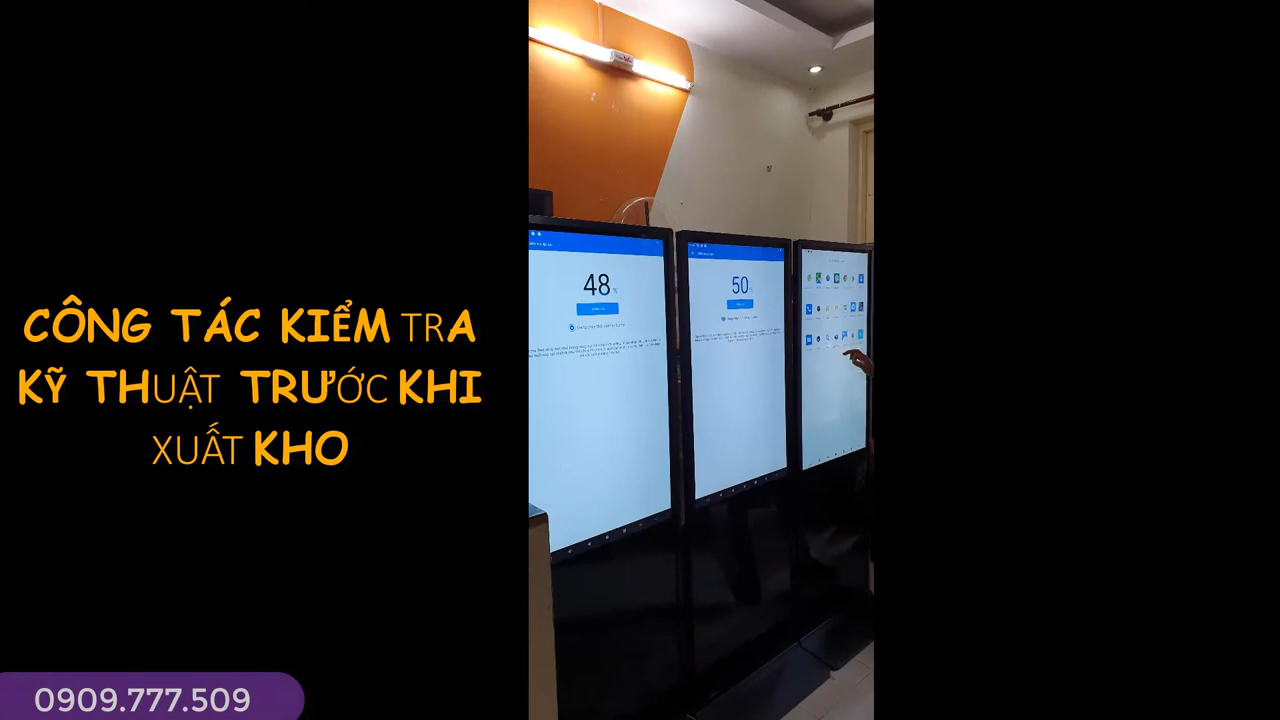 CÔNG TÁC KIỂM TRA
KỸ THUẬT TRƯỚC KHI
XUẤT KHO
48
50
0909.777.509